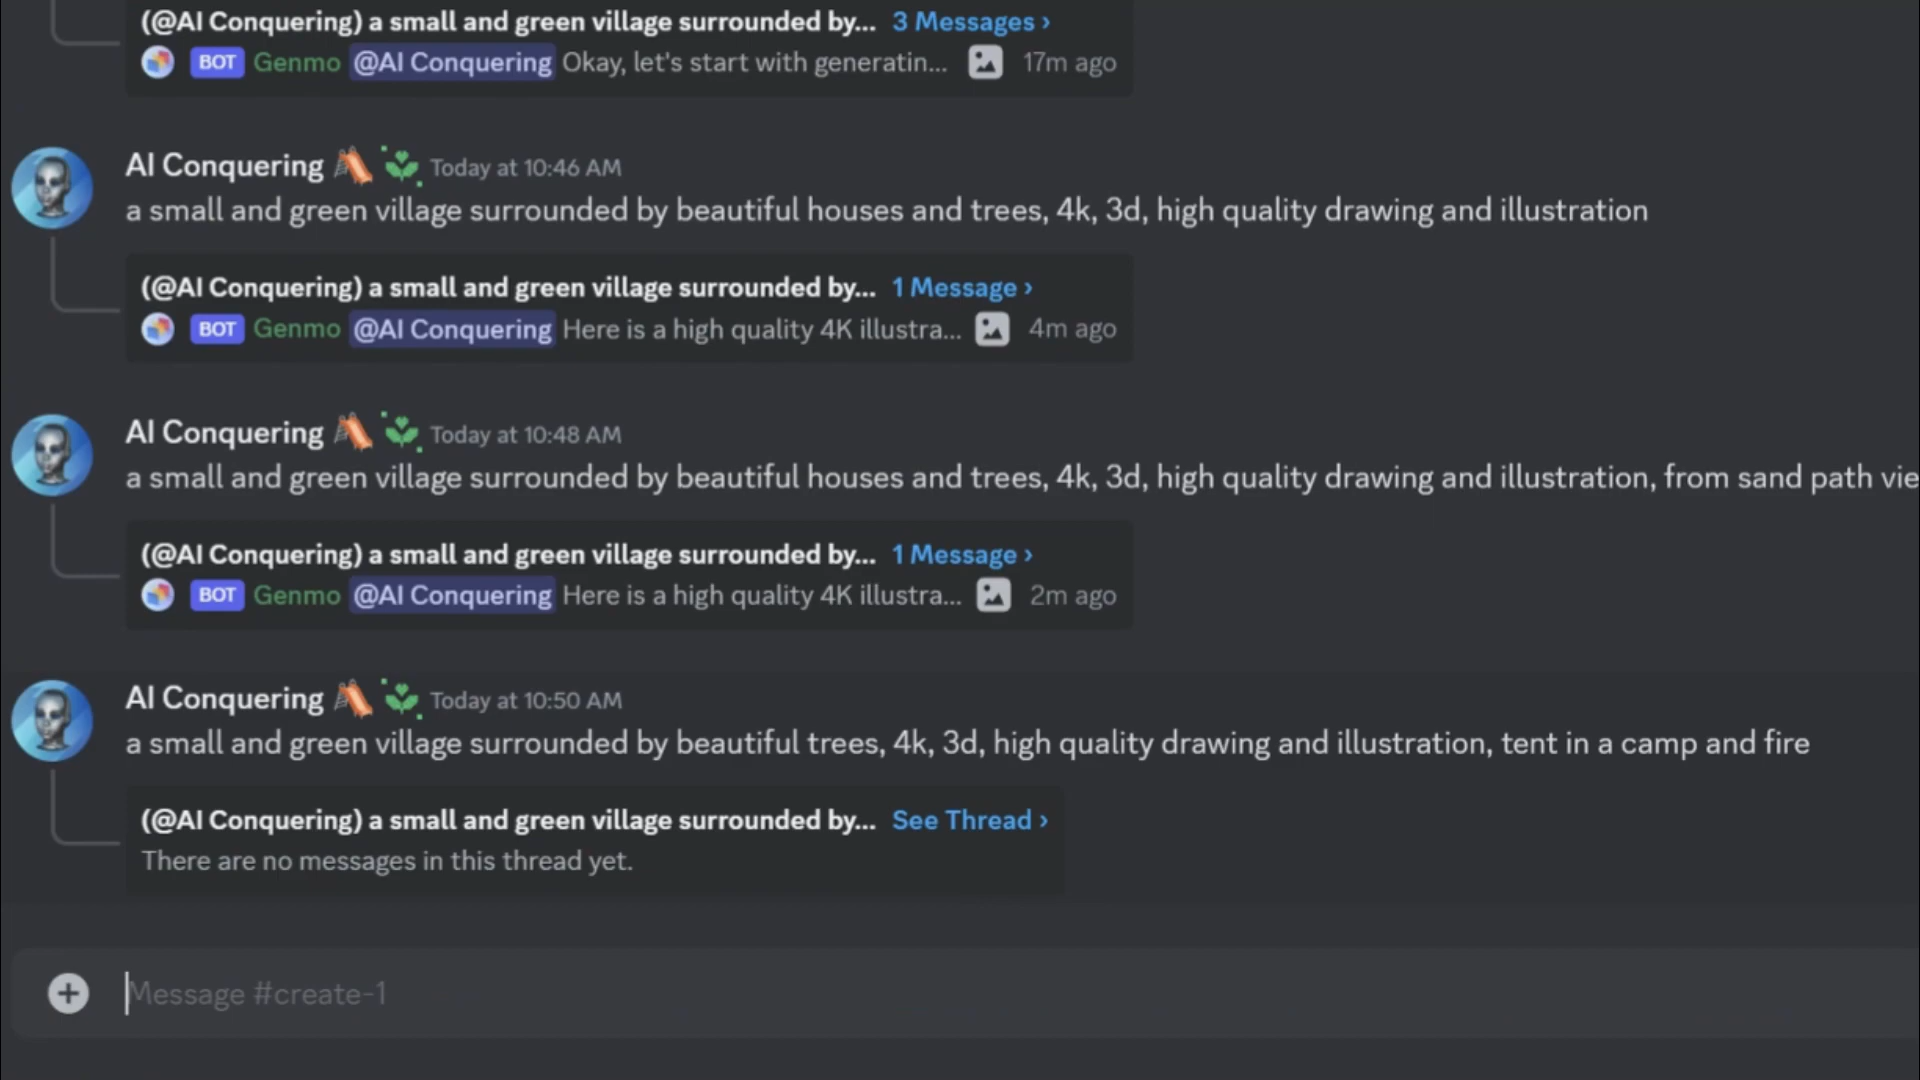 (@AI Conquering) a small and green village surrounded by... 3 Messages ›
BOT Genmo @AI Conquering Okay, let's start with generatin... 17m ago
AI Conquering Today at 10:46 AM
a small and green village surrounded by beautiful houses and trees, 4k, 3d, high quality drawing and illustration
(@AI Conquering) a small and green village surrounded by... 1 Message ›
BOT Genmo @AI Conquering Here is a high quality 4K illustra... 4m ago
AI Conquering Today at 10:48 AM
a small and green village surrounded by beautiful houses and trees, 4k, 3d, high quality drawing and illustration, from sand path vie
(@AI Conquering) a small and green village surrounded by... 1 Message ›
BOT Genmo @AI Conquering Here is a high quality 4K illustra... 2m ago
AI Conquering Today at 10:50 AM
a small and green village surrounded by beautiful trees, 4k, 3d, high quality drawing and illustration, tent in a camp and fire
(@AI Conquering) a small and green village surrounded by... See Thread ›
There are no messages in this thread yet.
Message #create-1